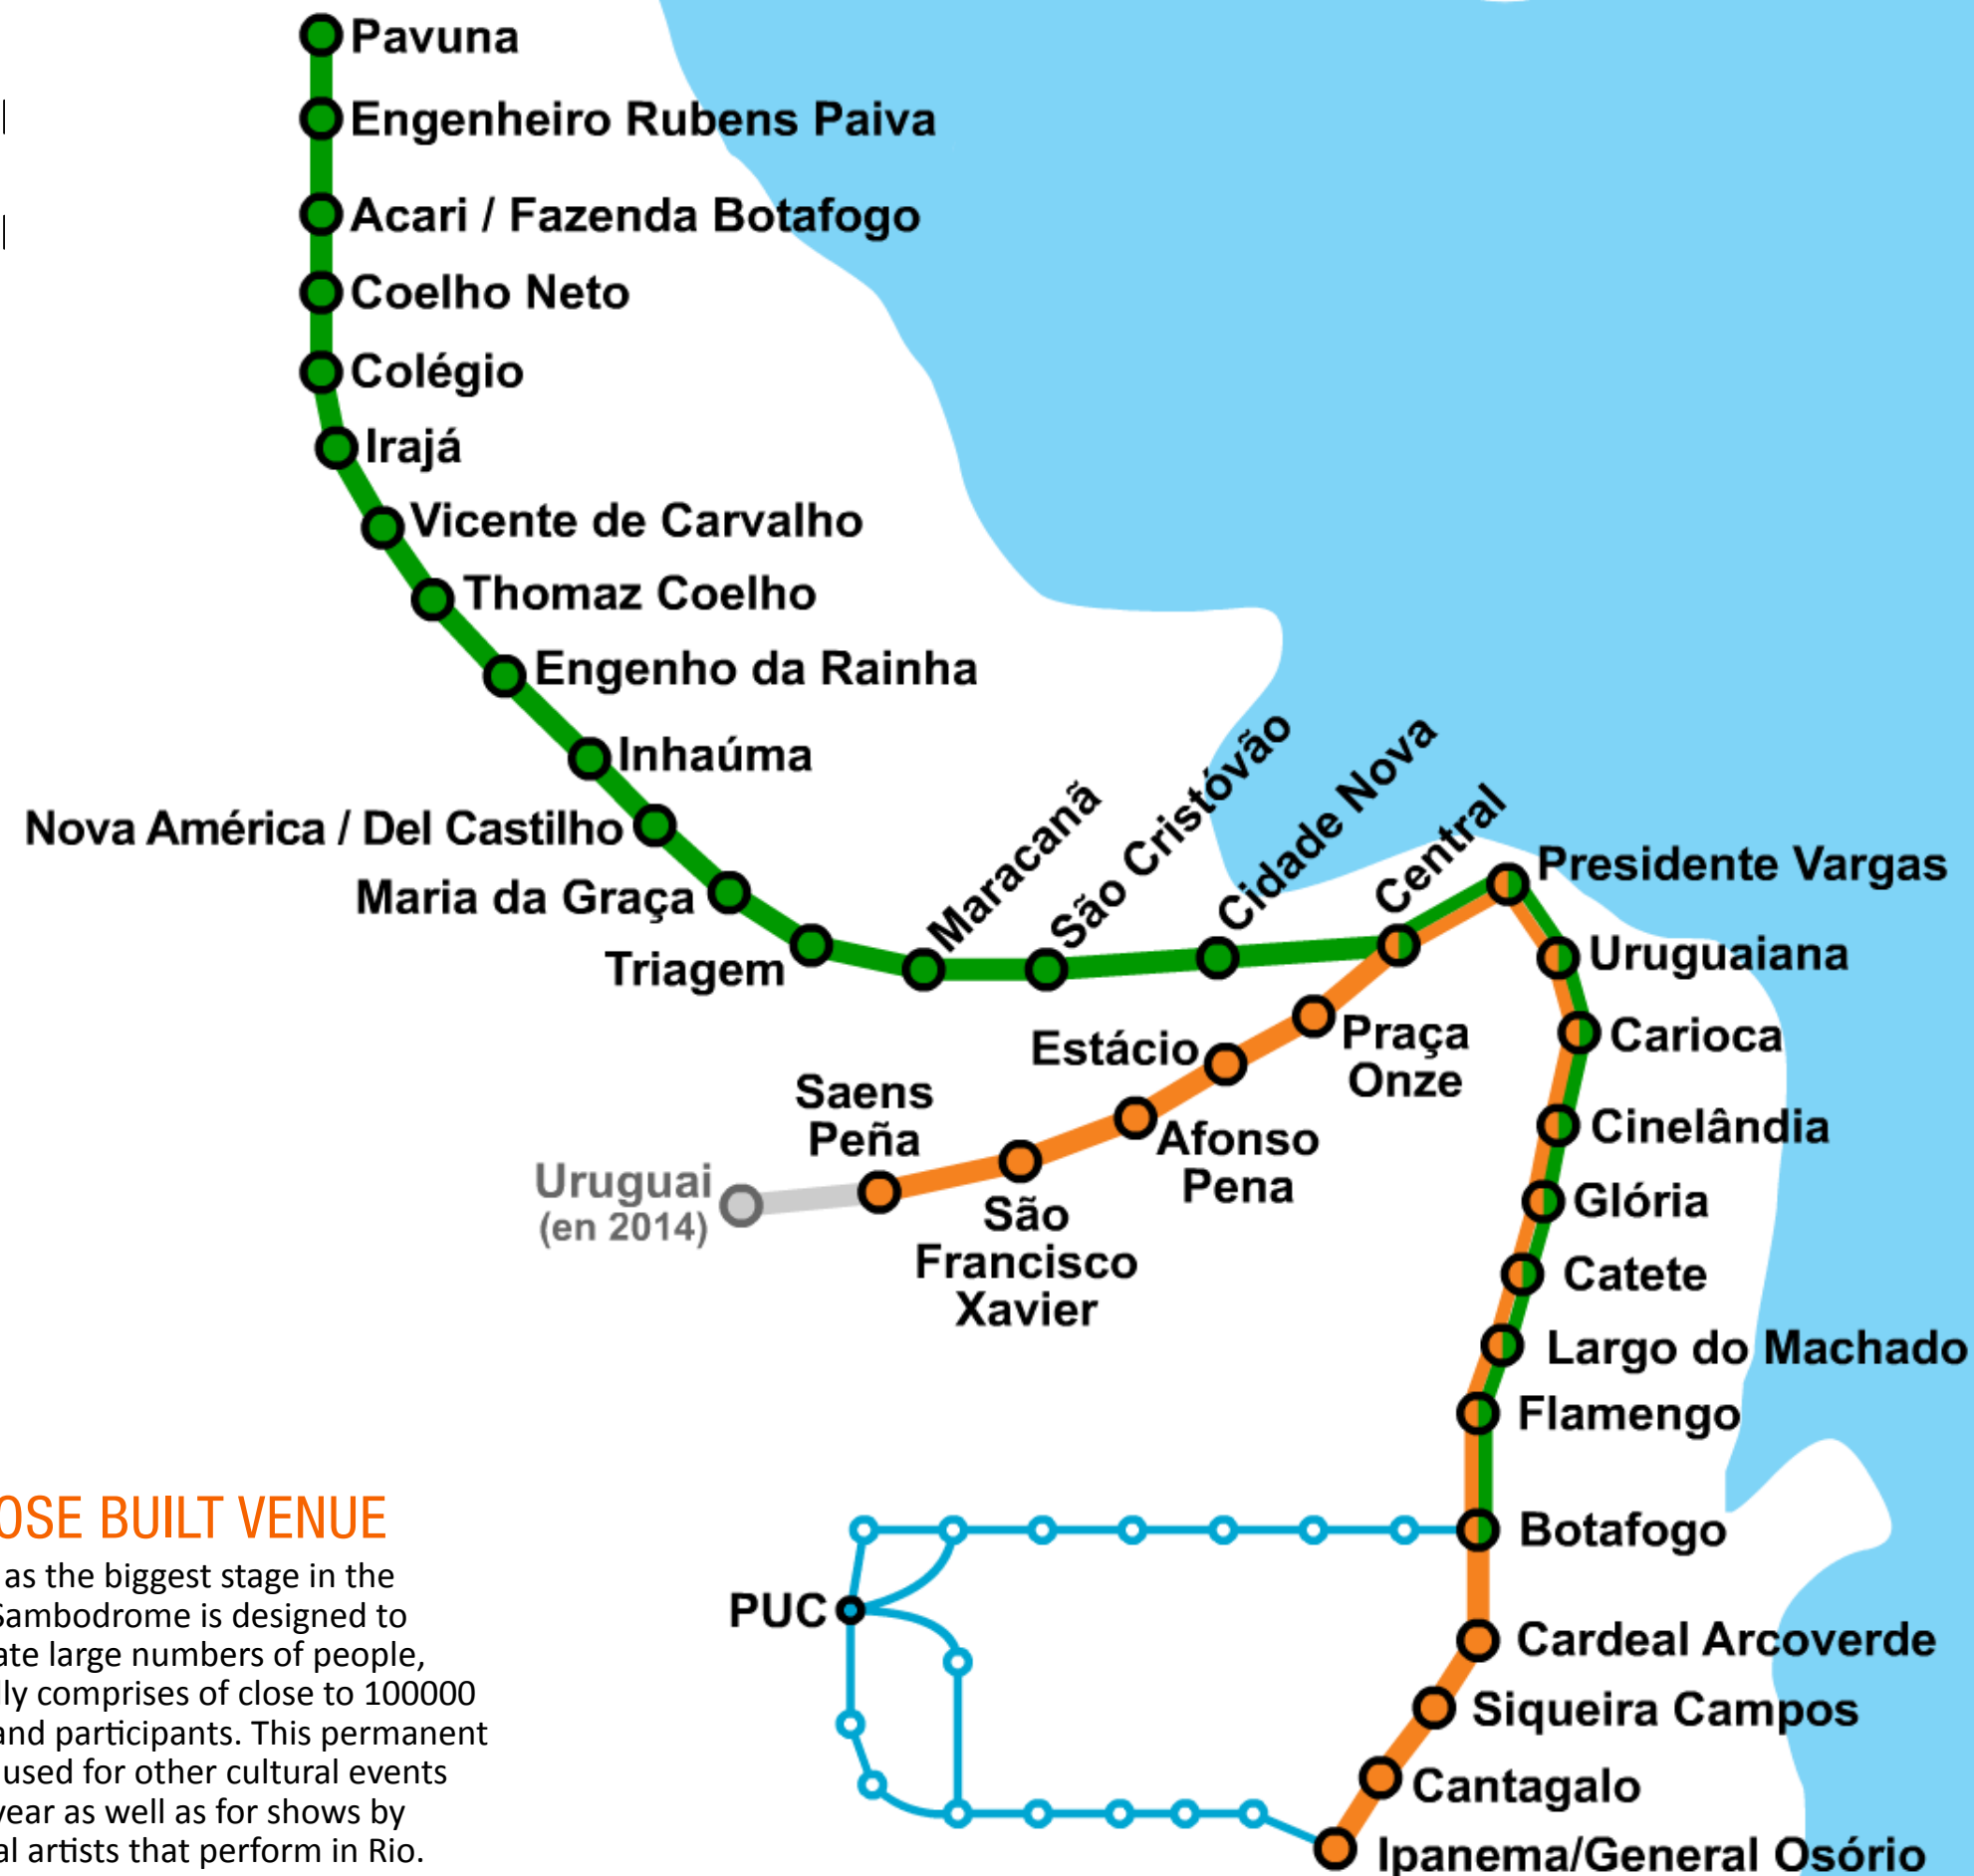 Pavuna
Engenheiro Rubens Paiva
Acari / Fazenda Botafogo
Coelho Neto
Colégio
Irajá
Vicente de Carvalho
Thomaz Coelho
Engenho da Rainha
Inhaúma
Nova América / Del Castilho
Maria da Graça
Triagem
Maracanã
São Cristóvão
Cidade Nova
Central
Presidente Vargas
Uruguaiana
Carioca
Cinelândia
Glória
Catete
Largo do Machado
Flamengo
Botafogo
Cardeal Arcoverde
Siqueira Campos
Cantagalo
Ipanema/General Osório
Praça
Onze
Estácio
Afonso
Pena
São
Francisco
Xavier
Saens
Peña
Uruguai
(en 2014)
PUC
BUILT VENUE
as the biggest stage in the
Sambodrome is designed to
large numbers of people,
comprises of close to 100000
and participants. This permanent
used for other cultural events
year as well as for shows by
artists that perform in Rio.